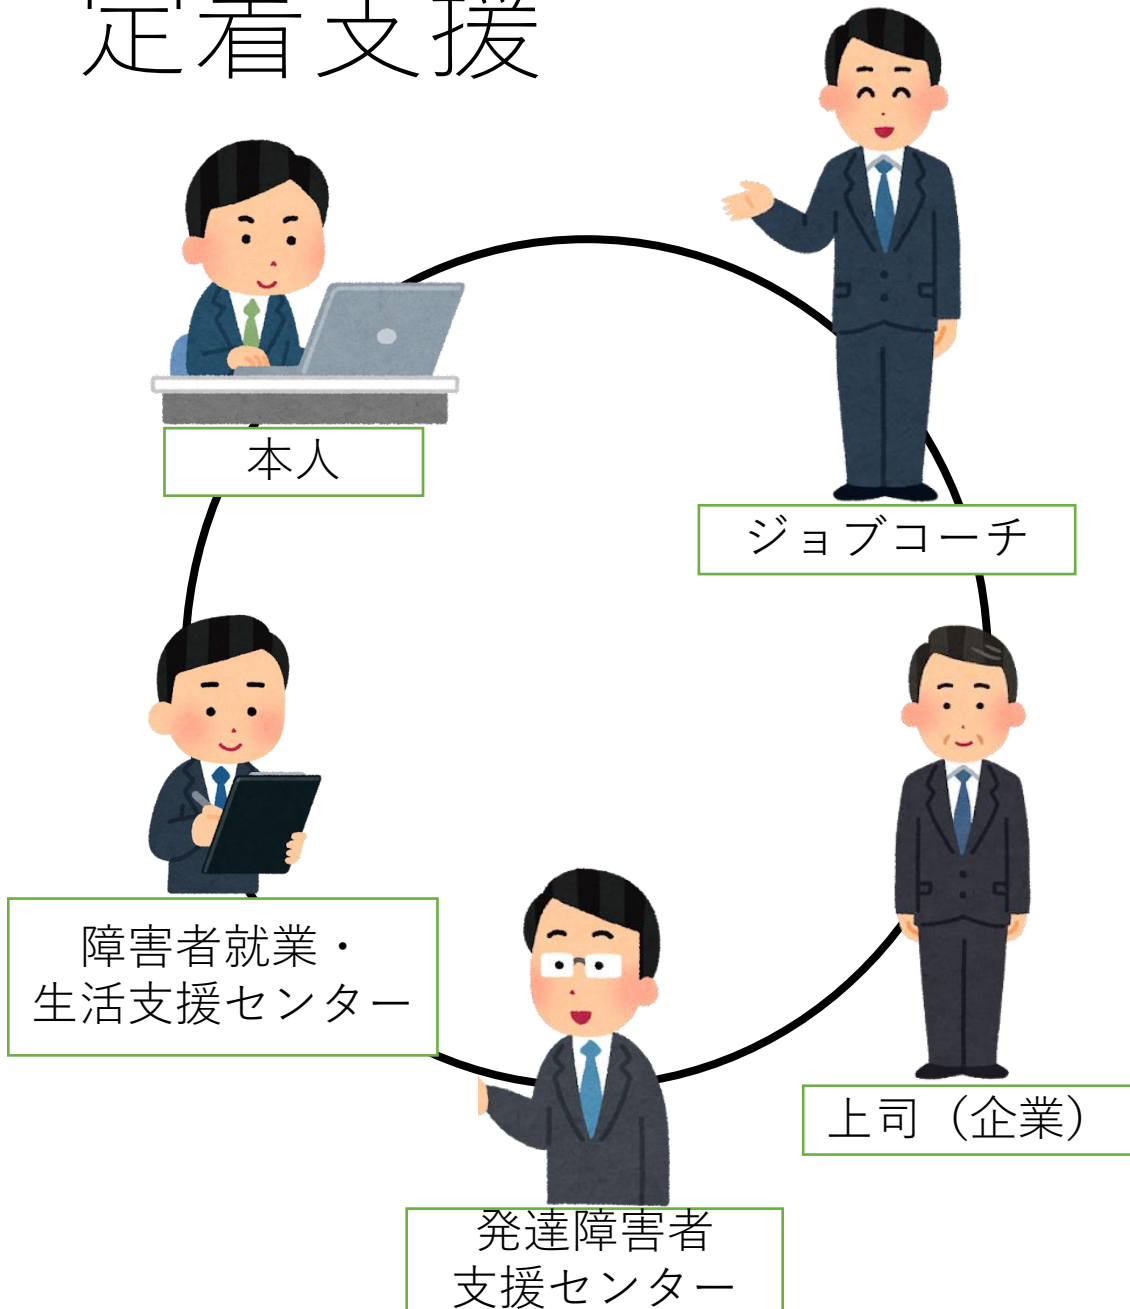 定着支援
本人
ジョブコーチ
障害者就業・
生活支援センター
上司（企業）
発達障害者
支援センター